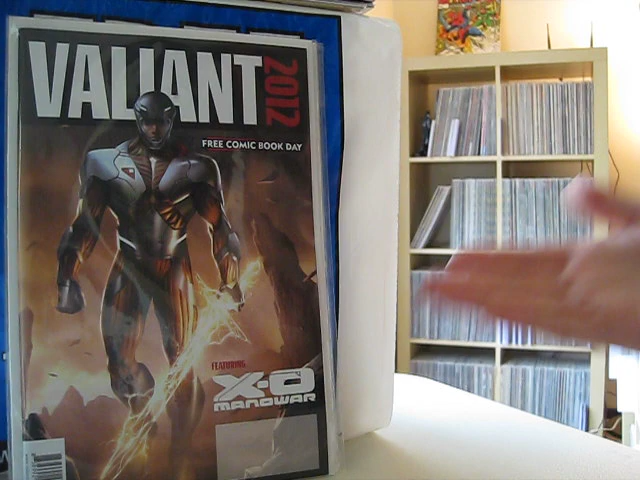 VALIANT
2012
FREE COMIC BOOK DAY
FEATURING
X-O
MANOWAR